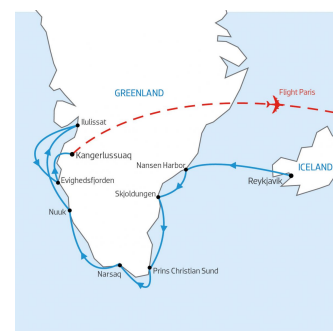 Flight Paris
GREENLAND
Ilulissat
Kangerlussuaq
Nansen Harbor
ICELAND
Evighedsfjorden
Reykjavik
Skjoldungen
Nuuk
Prins Christian Sund
Narsaq